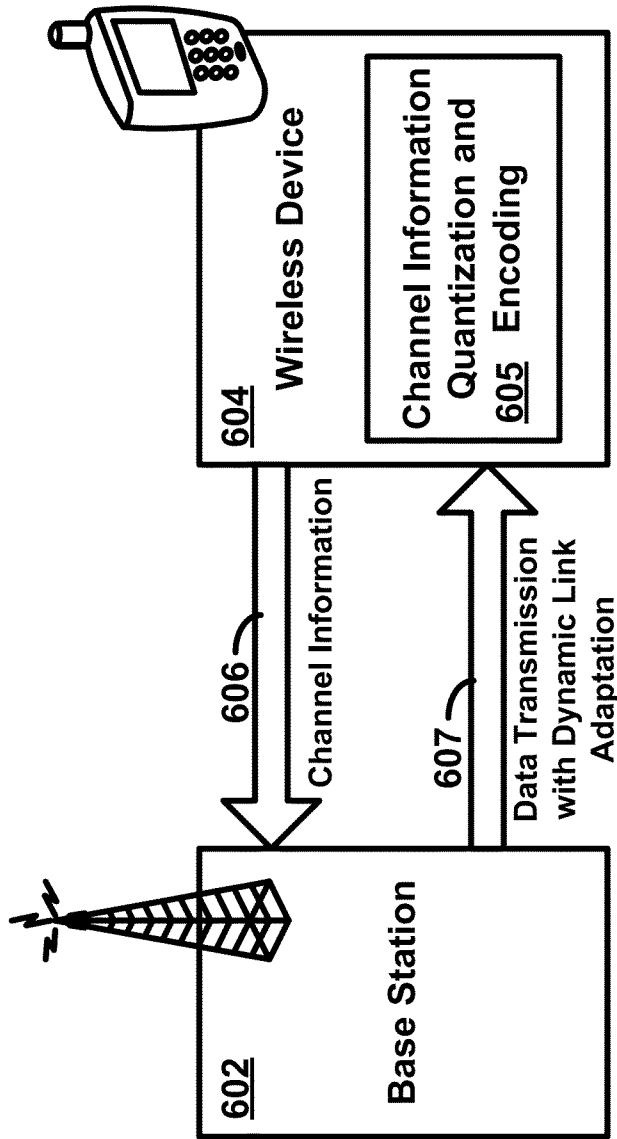 602
Base Station
606
Channel Information
607
Data Transmission
with Dynamic Link
Adaptation
604
Wireless Device
Channel Information
Quantization and
605 Encoding